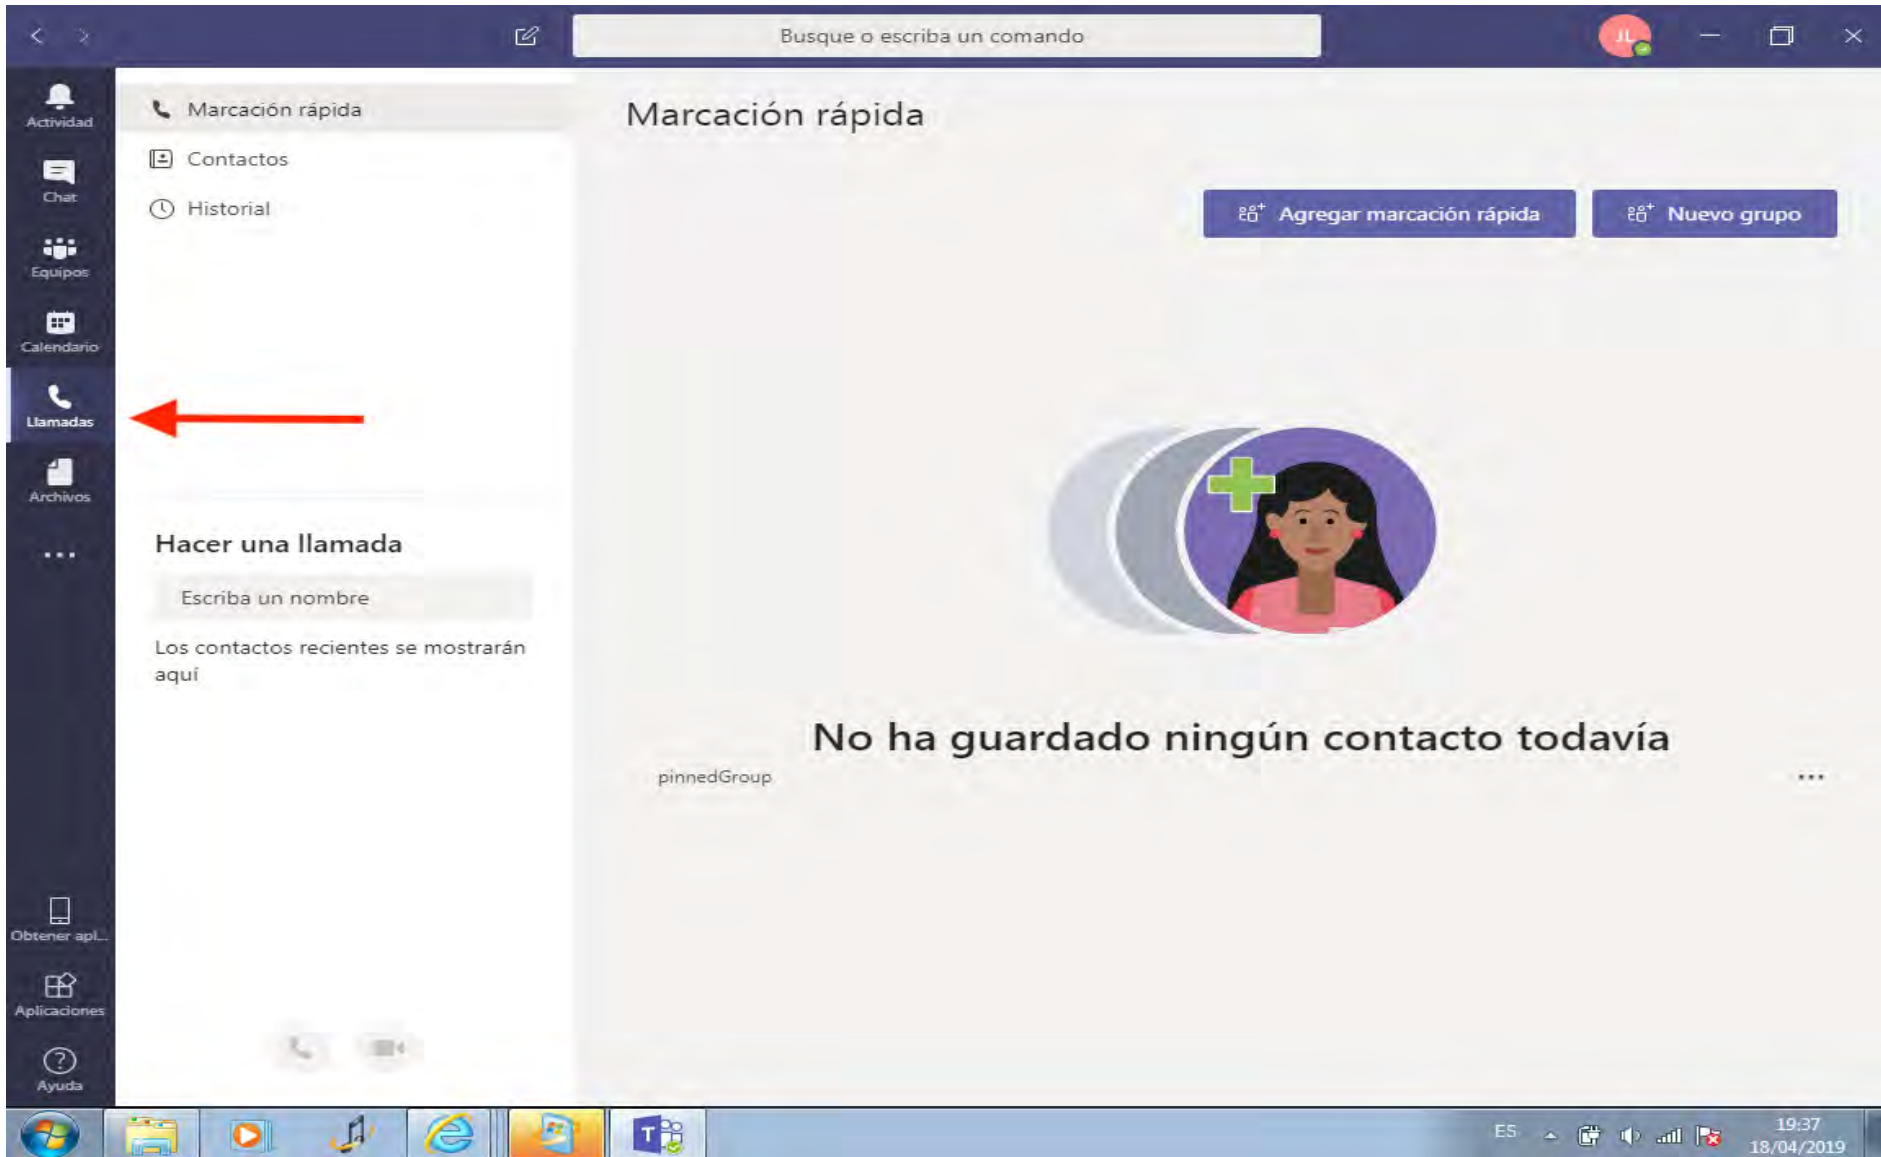 Busque o escriba un comando
JL
Actividad
Chat
Equipos
Calendario
Llamadas
Archivos
Obtener apl...
Aplicaciones
Ayuda
Marcación rápida
Contactos
Historial
Hacer una llamada
Escriba un nombre
Los contactos recientes se mostrarán
aquí
Marcación rápida
Agregar marcación rápida
Nuevo grupo
No ha guardado ningún contacto todavía
pinnedGroup
T
ES
19:37
18/04/2019